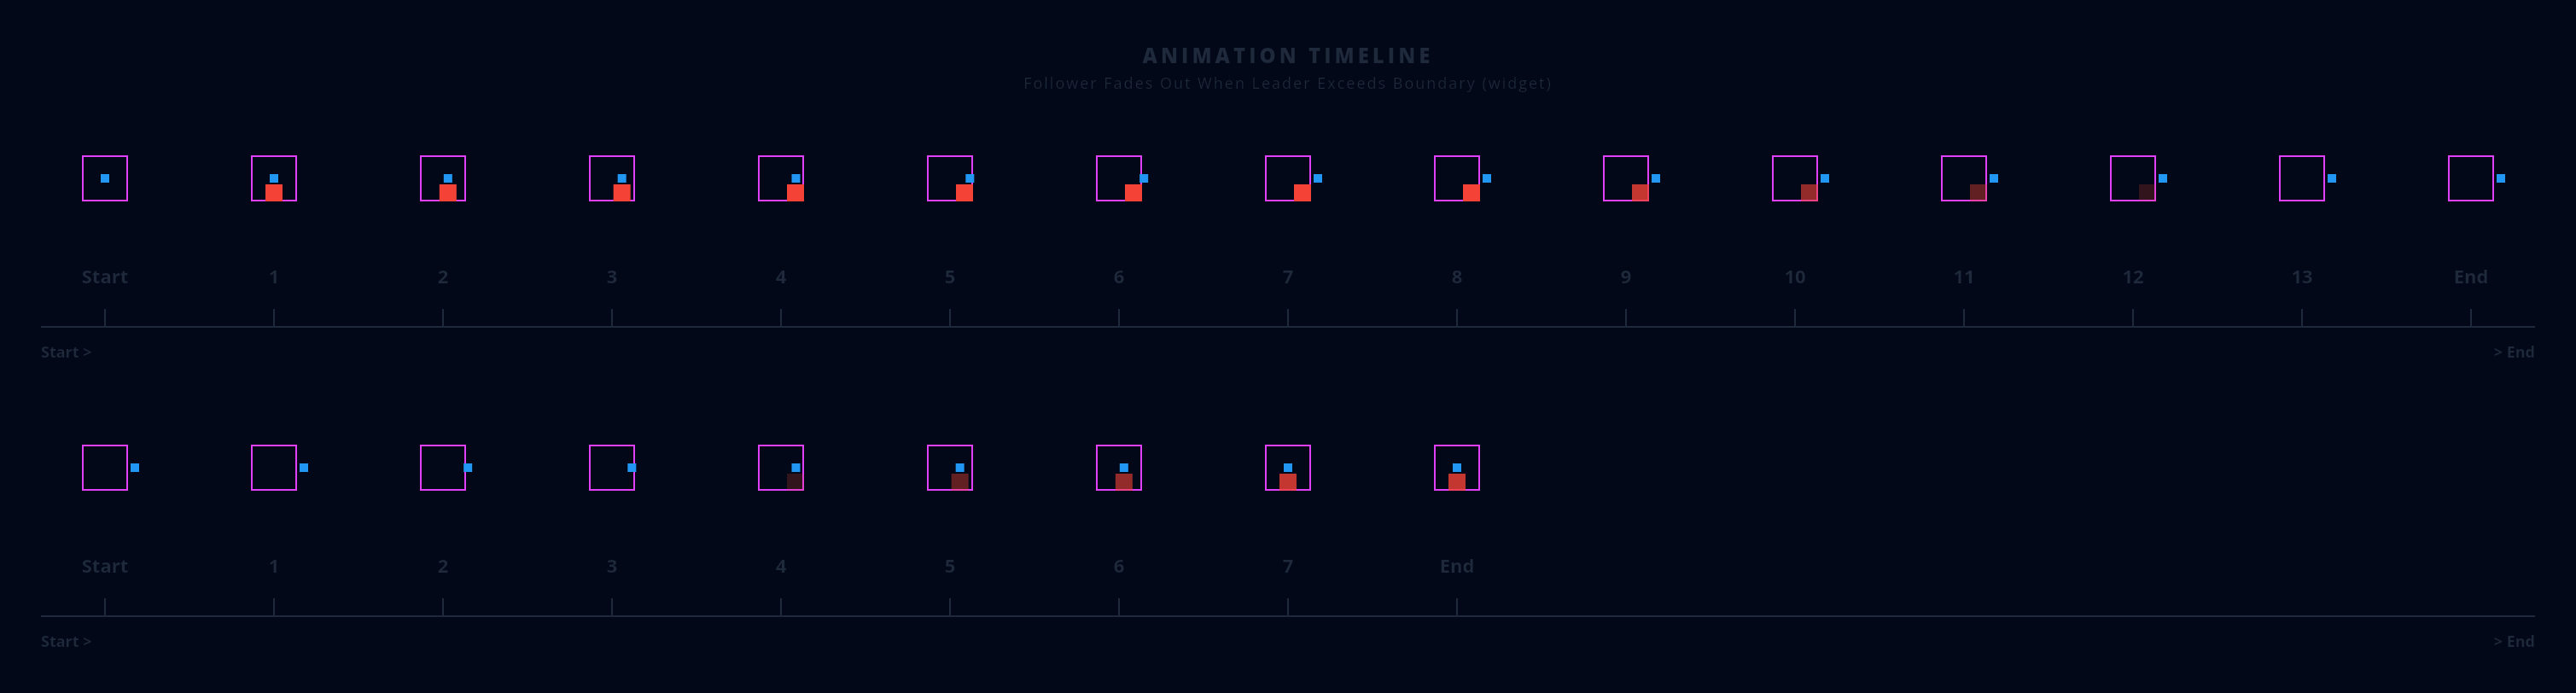 ANIMATION TIMELINE
Follower Fades Out When Leader Exceeds Boundary (widget)
Start 1 2 3 4 5 6 7 8 9 10 11 12 13 End
Start > > End
Start 1 2 3 4 5 6 7 End
Start > > End